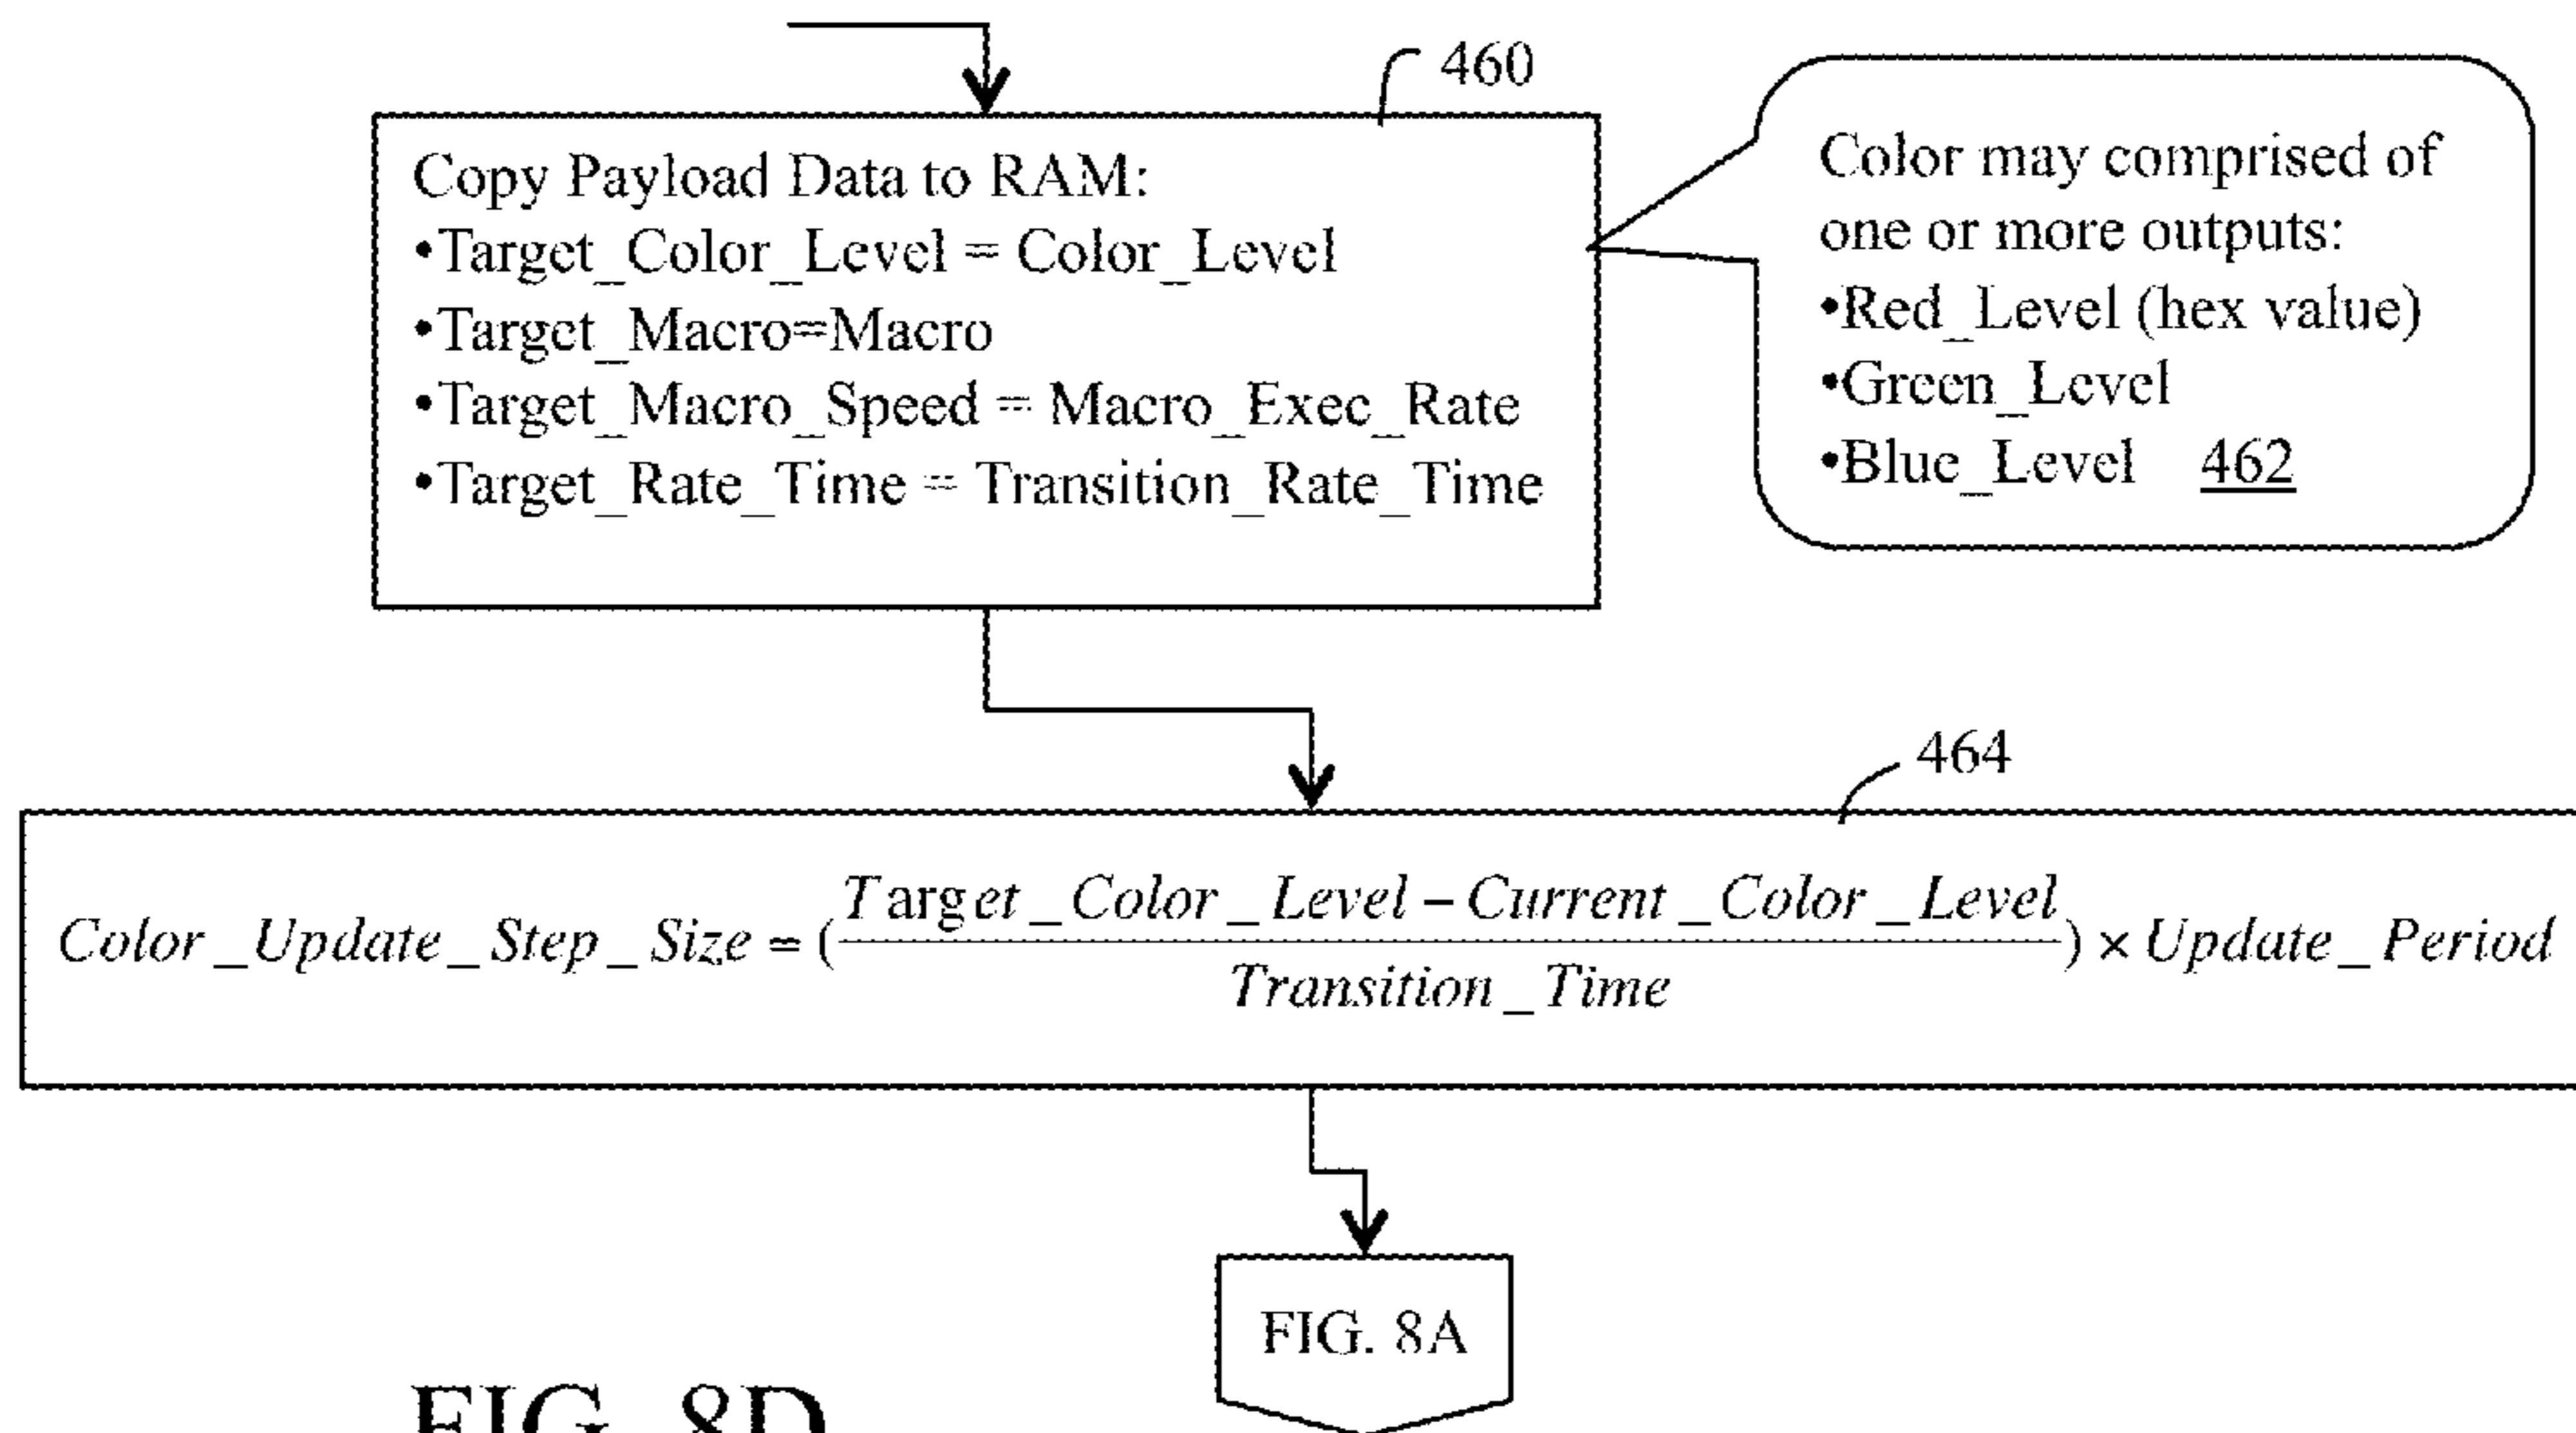 460
Copy Payload Data to RAM:
•Target_Color_Level = Color_Level
•Target_Macro=Macro
•Target_Macro_Speed = Macro_Exec_Rate
•Target_Rate_Time = Transition_Rate_Time
Color may comprised of
one or more outputs:
•Red_Level (hex value)
•Green_Level
•Blue_Level 462
464
Color_Update_Step_Size = (Target_Color_Level – Current_Color_Level / Transition_Time) × Update_Period
FIG. 8A
FIG. 8D